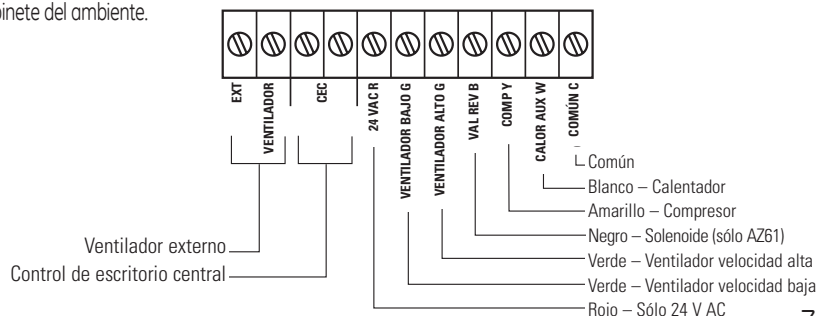 binete del ambiente.
EXT
VENTILADOR
CEC
24 VAC R
VENTILADOR BAJO G
VENTILADOR ALTO G
VAL REV B
COMP Y
CALOR AUX W
COMÚN C
Común
Blanco – Calentador
Amarillo – Compresor
Negro – Solenoide (sólo AZ61)
Verde – Ventilador velocidad alta
Verde – Ventilador velocidad baja
Rojo – Sólo 24 V AC
Ventilador externo
Control de escritorio central